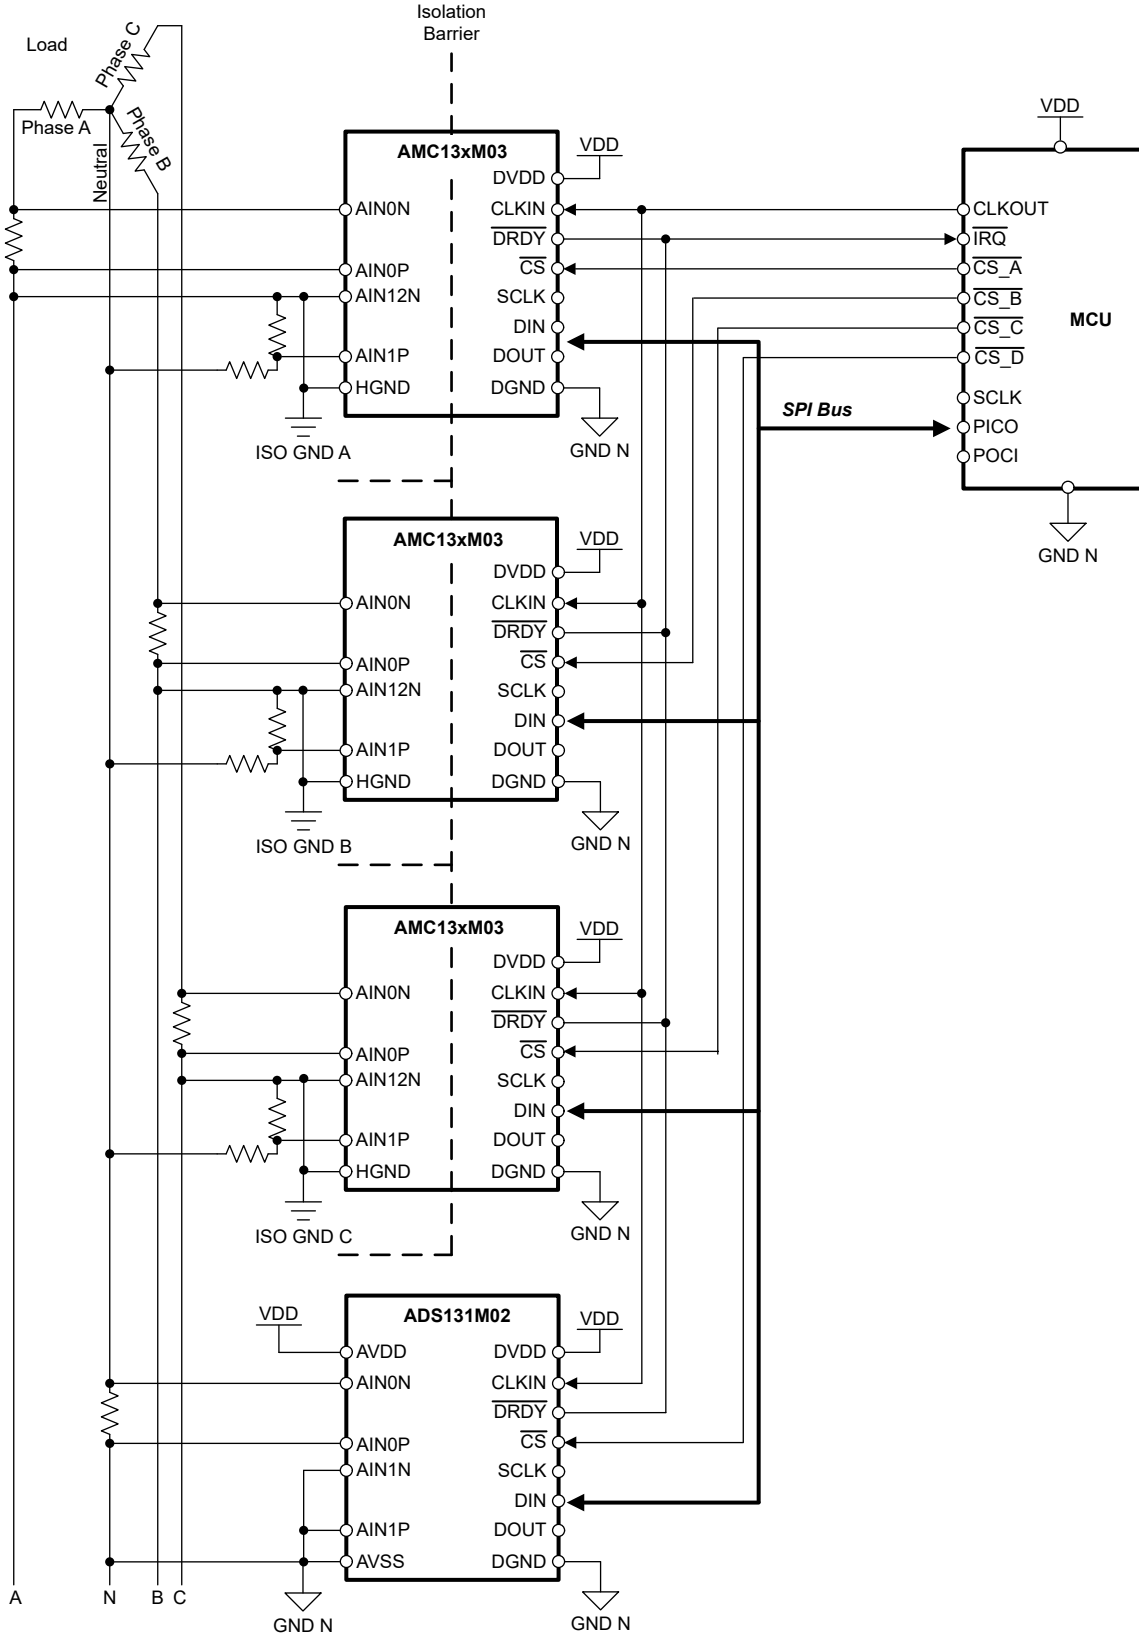 Isolation
Barrier
Load
Phase C
Phase A
Phase B
Neutral
AMC13xM03
VDD
DVDD
AIN0N
CLKIN
DRDY
AIN0P
CS
AIN12N
SCLK
DIN
AIN1P
DOUT
HGND
DGND
ISO GND A
GND N
VDD
CLKOUT
IRQ
CS_A
CS_B
CS_C
MCU
CS_D
SCLK
PICO
POCI
GND N
SPI Bus
AMC13xM03
VDD
DVDD
AIN0N
CLKIN
DRDY
AIN0P
CS
AIN12N
SCLK
DIN
AIN1P
DOUT
HGND
DGND
ISO GND B
GND N
AMC13xM03
VDD
DVDD
AIN0N
CLKIN
DRDY
AIN0P
CS
AIN12N
SCLK
DIN
AIN1P
DOUT
HGND
DGND
ISO GND C
GND N
VDD
ADS131M02
VDD
AVDD
DVDD
AIN0N
CLKIN
DRDY
AIN0P
CS
AIN1N
SCLK
DIN
AIN1P
DOUT
AVSS
DGND
GND N
GND N
A
N
B
C